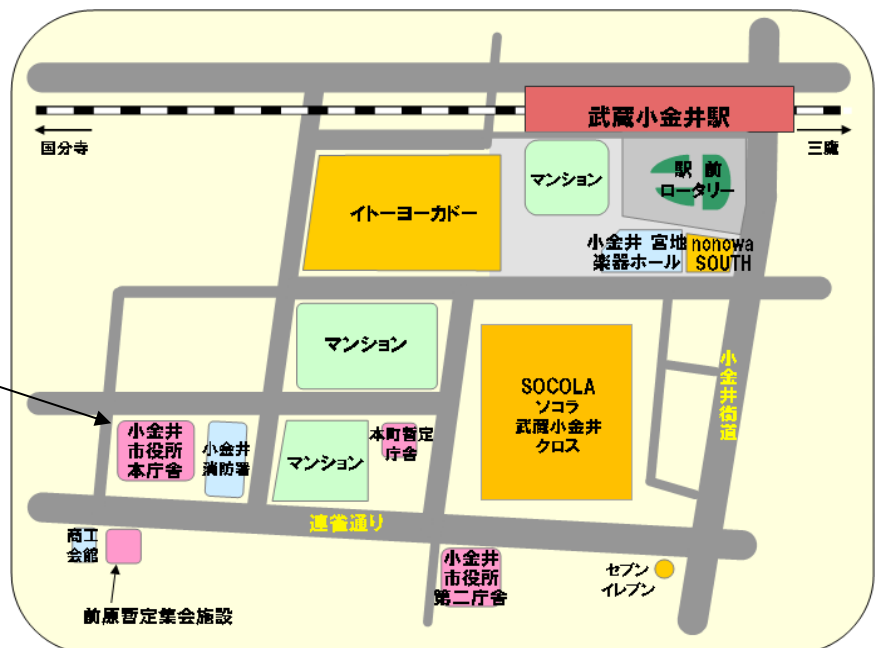 武蔵小金井駅
国分寺
三鷹
マンション
駅 前
ロータリー
イトーヨーカドー
小金井 宮地
楽器ホール
nonowa
SOUTH
マンション
SOCOLA
ソコラ
武蔵小金井
クロス
小金井街道
小金井
市役所
本庁舎
小金井
消防署
マンション
本町暫定
庁舎
連雀通り
商工
会館
小金井
市役所
第二庁舎
セブン
イレブン
前原暫定集会施設